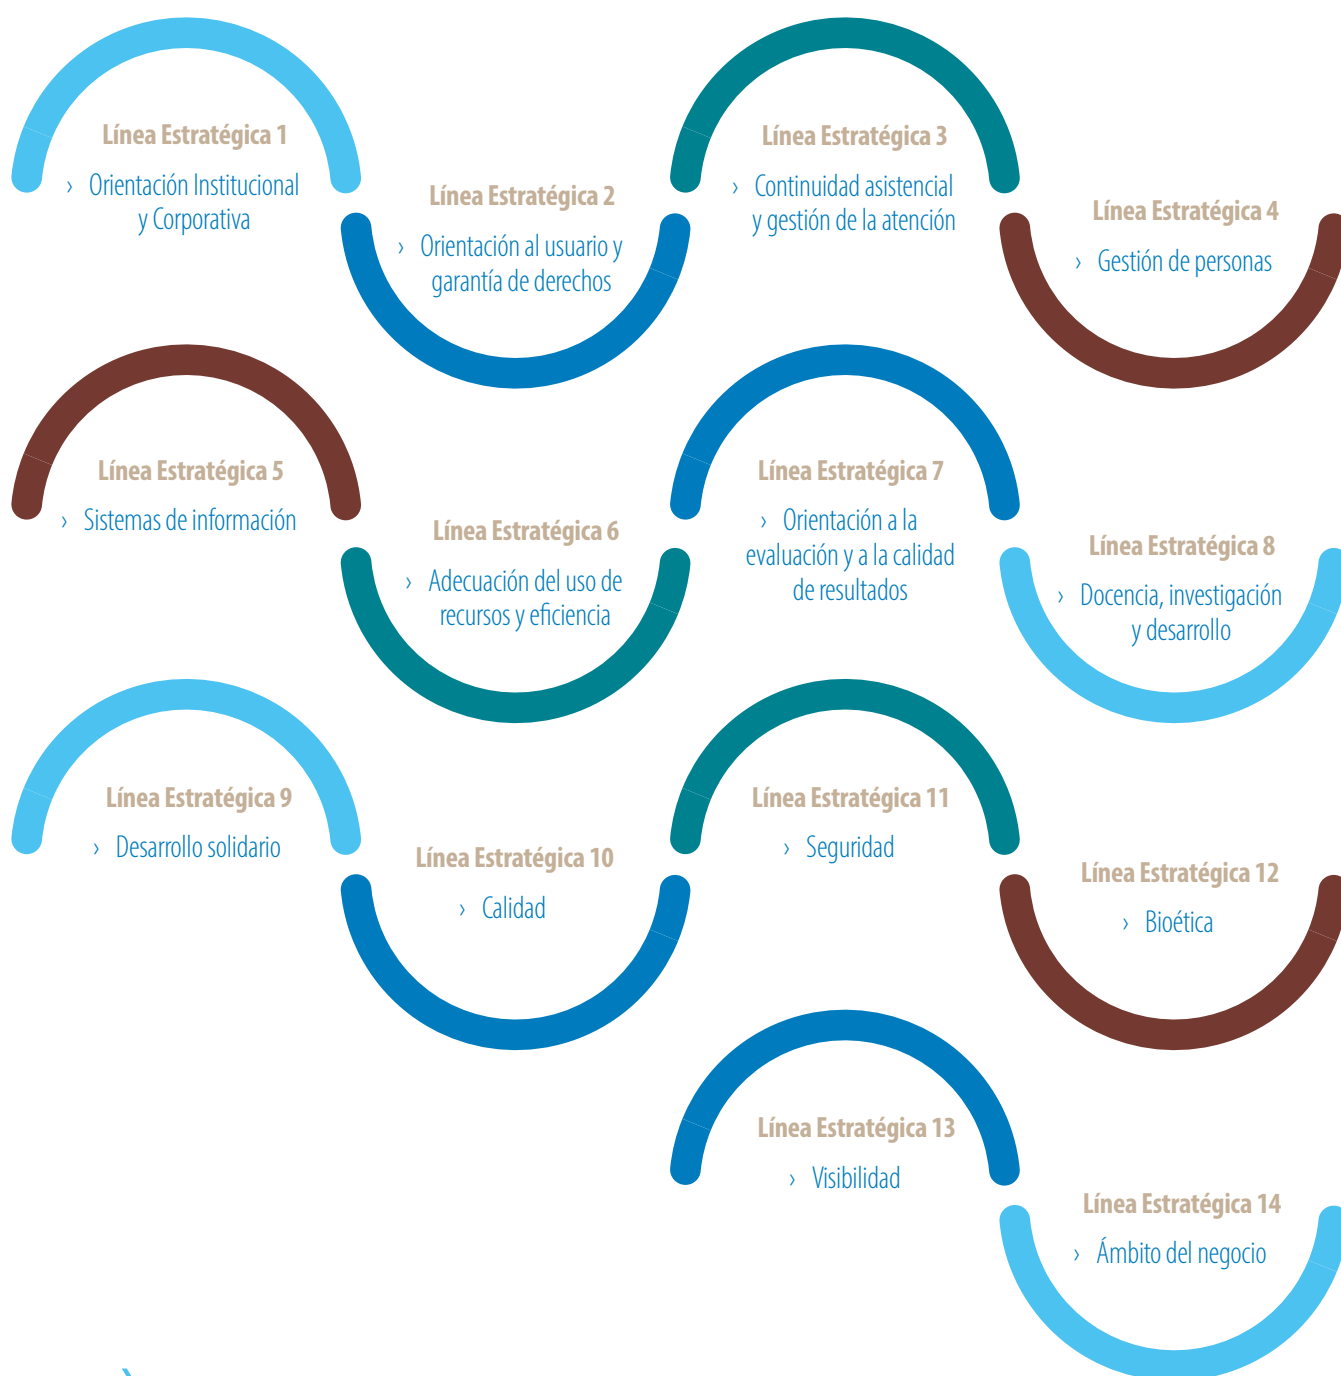 Línea Estratégica 1
› Orientación Institucional
y Corporativa
Línea Estratégica 2
› Orientación al usuario y
garantía de derechos
Línea Estratégica 3
› Continuidad asistencial
y gestión de la atención
Línea Estratégica 4
› Gestión de personas
Línea Estratégica 5
› Sistemas de información
Línea Estratégica 6
› Adecuación del uso de
recursos y eficiencia
Línea Estratégica 7
› Orientación a la
evaluación y a la calidad
de resultados
Línea Estratégica 8
› Docencia, investigación
y desarrollo
Línea Estratégica 9
› Desarrollo solidario
Línea Estratégica 10
› Calidad
Línea Estratégica 11
› Seguridad
Línea Estratégica 12
› Bioética
Línea Estratégica 13
› Visibilidad
Línea Estratégica 14
› Ámbito del negocio